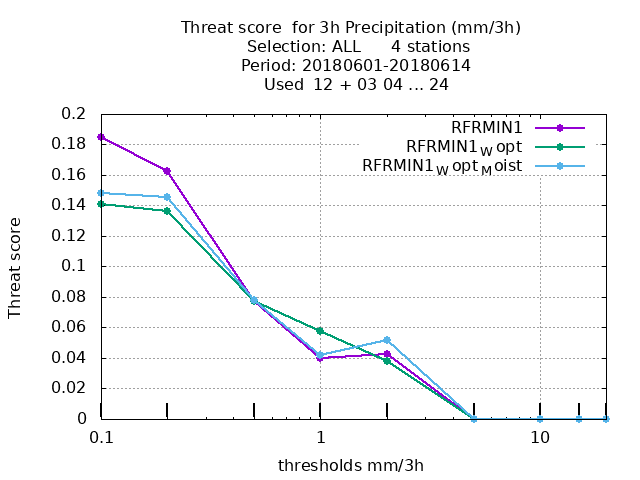 Threat score  for 3h Precipitation (mm/3h)
Selection: ALL      4 stations
Period: 20180601-20180614
Used  12 + 03 04 ... 24
RFRMIN1
RFRMIN1Wopt
RFRMIN1WoptMoist
0.2
0.18
0.16
0.14
0.12
0.1
0.08
0.06
0.04
0.02
0
Threat score
0.1 1 10
thresholds mm/3h